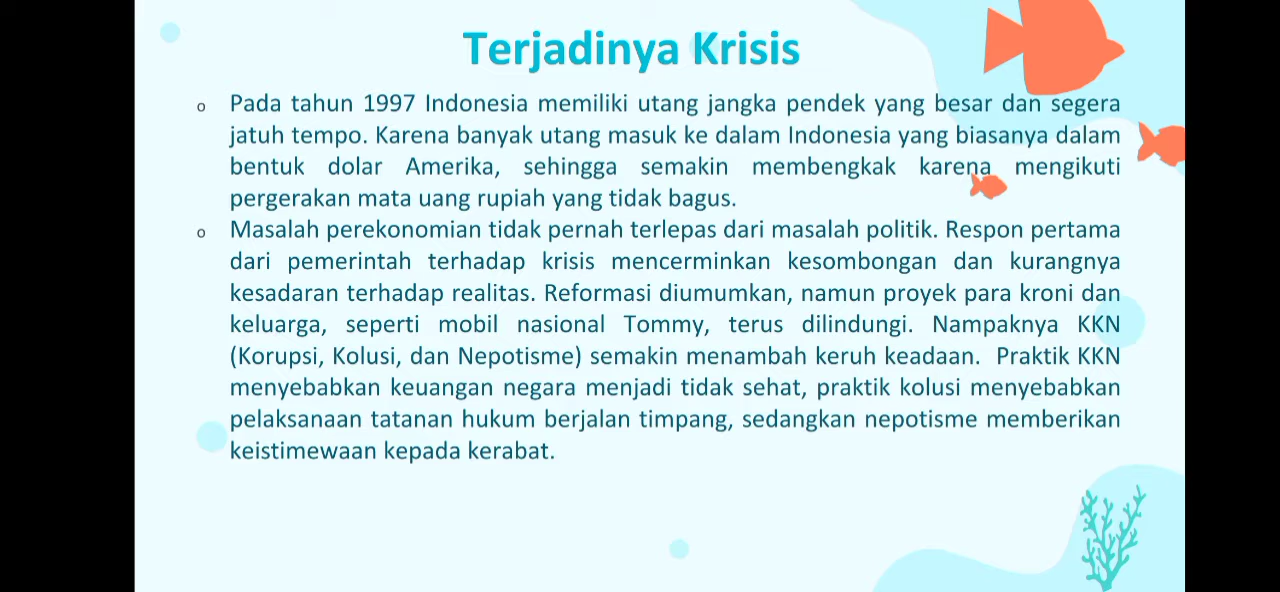 Terjadinya Krisis
o Pada tahun 1997 Indonesia memiliki utang jangka pendek yang besar dan segera
jatuh tempo. Karena banyak utang masuk ke dalam Indonesia yang biasanya dalam
bentuk dolar Amerika, sehingga semakin membengkak karena mengikuti
pergerakan mata uang rupiah yang tidak bagus.
o Masalah perekonomian tidak pernah terlepas dari masalah politik. Respon pertama
dari pemerintah terhadap krisis mencerminkan kesombongan dan kurangnya
kesadaran terhadap realitas. Reformasi diumumkan, namun proyek para kroni dan
keluarga, seperti mobil nasional Tommy, terus dilindungi. Nampaknya KKN
(Korupsi, Kolusi, dan Nepotisme) semakin menambah keruh keadaan. Praktik KKN
menyebabkan keuangan negara menjadi tidak sehat, praktik kolusi menyebabkan
pelaksanaan tatanan hukum berjalan timpang, sedangkan nepotisme memberikan
keistimewaan kepada kerabat.